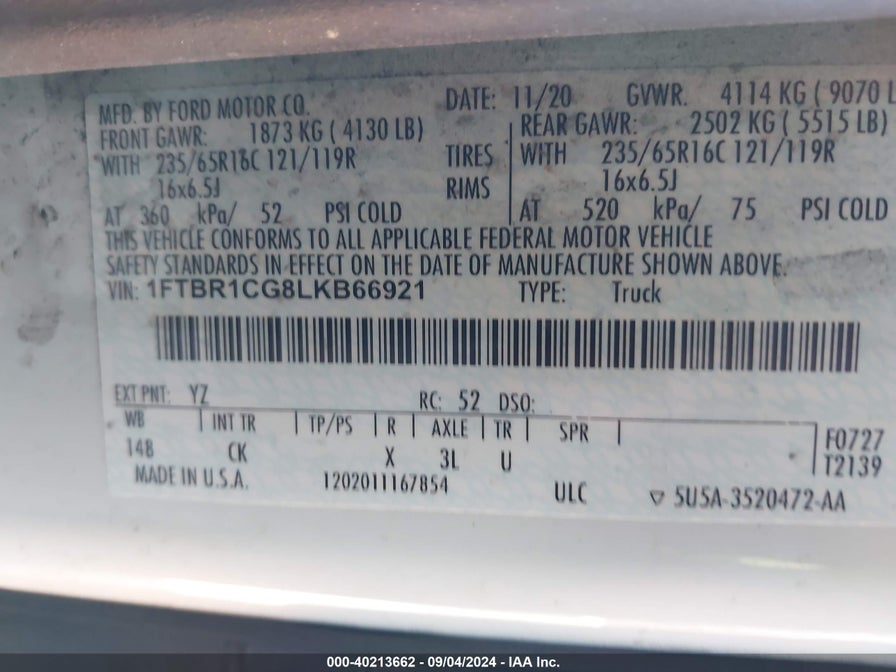 MFD. BY FORD MOTOR CO. DATE: 11/20 GVWR. 4114 KG ( 9070 L
FRONT GAWR: 1873 KG ( 4130 LB) REAR GAWR: 2502 KG ( 5515 LB)
WITH 235/65R16C 121/119R TIRES WITH 235/65R16C 121/119R
16x6.5J RIMS 16x6.5J
AT 360 kPa/ 52 PSI COLD AT 520 kPa/ 75 PSI COLD
THIS VEHICLE CONFORMS TO ALL APPLICABLE FEDERAL MOTOR VEHICLE
SAFETY STANDARDS IN EFFECT ON THE DATE OF MANUFACTURE SHOWN ABOVE.
VIN: 1FTBR1CG8LKB66921 TYPE: Truck
EXT PNT: YZ RC: 52 DSO:
WB INT TR TP/PS R AXLE TR SPR F0727
148 CK X 3L U T2139
MADE IN U.S.A. 1202011167854 ULC 5U5A-3520472-AA
000-40213662 - 09/04/2024 - IAA Inc.